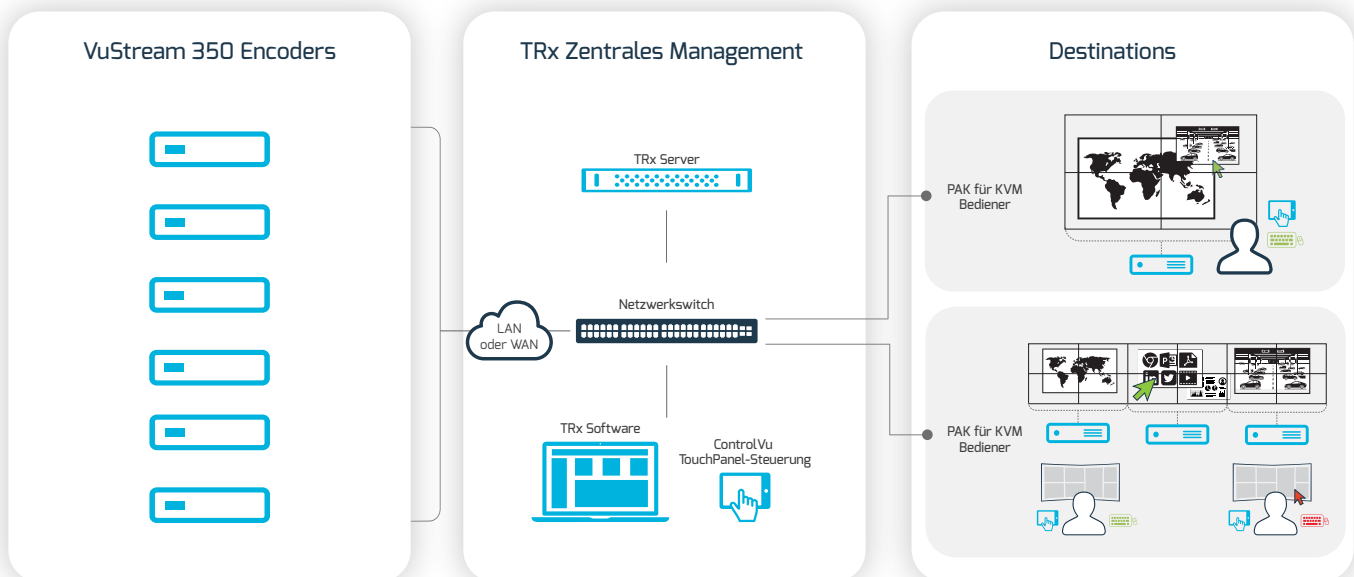 VuStream 350 Encoders
TRx Zentrales Management
TRx Server
Netzwerkswitch
LAN
oder WAN
TRx Software
ControlVu
TouchPanel-Steuerung
Destinations
PAK für KVM
Bediener
PAK für KVM
Bediener